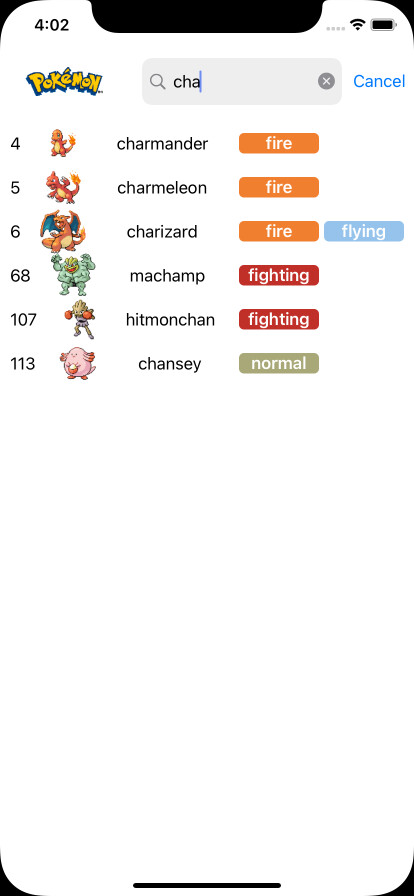 4:02
POKéMON
cha
Cancel
4 charmander fire
5 charmeleon fire
6 charizard fire flying
68 machamp fighting
107 hitmonchan fighting
113 chansey normal